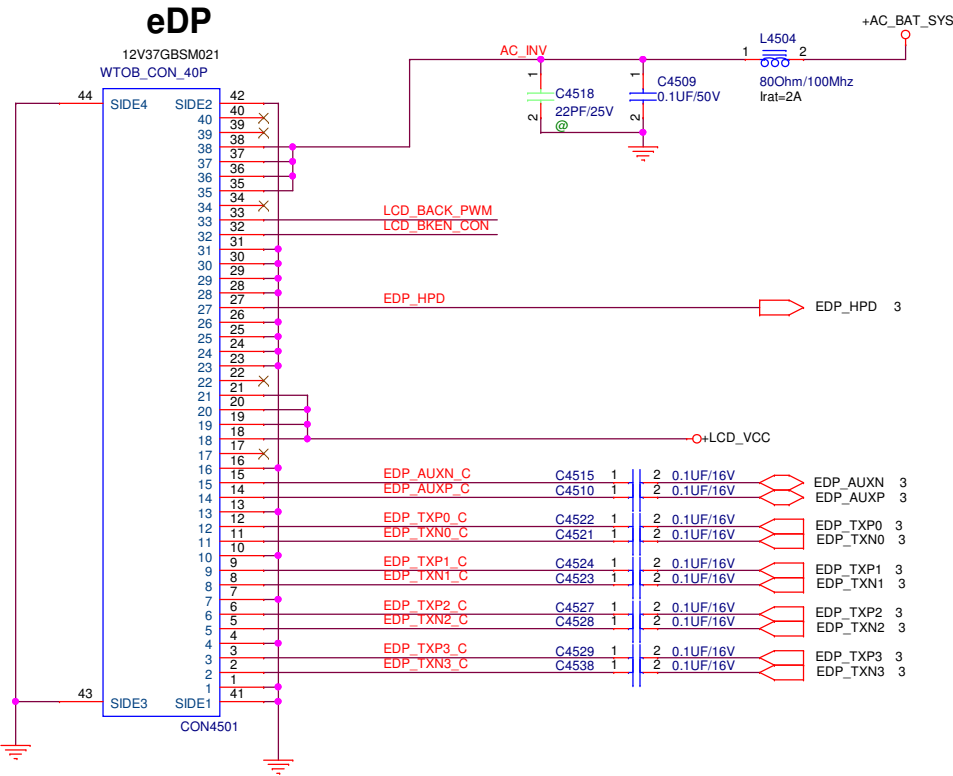 eDP
12V37GBSM021
WTOB_CON_40P
+AC_BAT_SYS
AC_INV
L4504
1 2
80Ohm/100Mhz
Irat=2A
1
C4518
22PF/25V
2
@
1
C4509
0.1UF/50V
2
44 SIDE4 SIDE2 42
40 40
39 39
38 38
37 37
36 36
35 35
34 34
33 33 LCD_BACK_PWM
32 32 LCD_BKEN_CON
31 31
30 30
29 29
28 28
27 27 EDP_HPD EDP_HPD 3
26 26
25 25
24 24
23 23
22 22
21 21
20 20
19 19
18 18 +LCD_VCC
17 17
16 16
15 15 EDP_AUXN_C C4515 1 2 0.1UF/16V EDP_AUXN 3
14 14 EDP_AUXP_C C4510 1 2 0.1UF/16V EDP_AUXP 3
13 13
12 12 EDP_TXP0_C C4522 1 2 0.1UF/16V EDP_TXP0 3
11 11 EDP_TXN0_C C4521 1 2 0.1UF/16V EDP_TXN0 3
10 10
9 9 EDP_TXP1_C C4524 1 2 0.1UF/16V EDP_TXP1 3
8 8 EDP_TXN1_C C4523 1 2 0.1UF/16V EDP_TXN1 3
7 7
6 6 EDP_TXP2_C C4527 1 2 0.1UF/16V EDP_TXP2 3
5 5 EDP_TXN2_C C4528 1 2 0.1UF/16V EDP_TXN2 3
4 4
3 3 EDP_TXP3_C C4529 1 2 0.1UF/16V EDP_TXP3 3
2 2 EDP_TXN3_C C4538 1 2 0.1UF/16V EDP_TXN3 3
1 1
43 SIDE3 SIDE1 41
CON4501